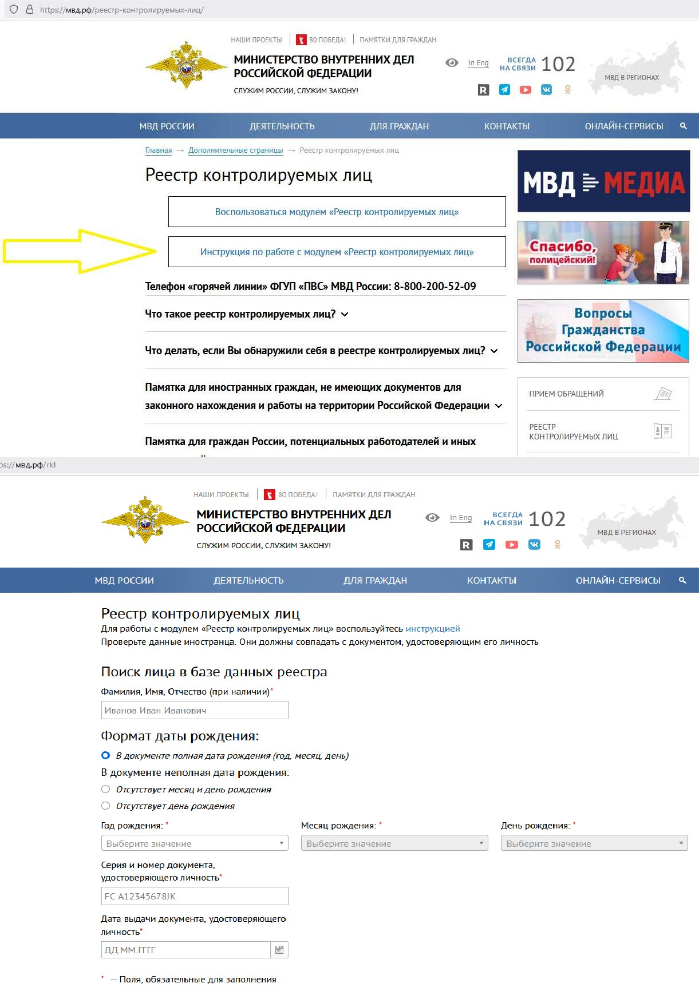 https://мвд.рф/реестр-контролируемых-лиц/
НАШИ ПРОЕКТЫ
80 ПОБЕДА!
ПАМЯТКИ ДЛЯ ГРАЖДАН
МИНИСТЕРСТВО ВНУТРЕННИХ ДЕЛ
РОССИЙСКОЙ ФЕДЕРАЦИИ
СЛУЖИМ РОССИИ, СЛУЖИМ ЗАКОНУ!
In Eng
ВСЕГДА
НА СВЯЗИ
102
МВД В РЕГИОНАХ
МВД РОССИИ
ДЕЯТЕЛЬНОСТЬ
ДЛЯ ГРАЖДАН
КОНТАКТЫ
ОНЛАЙН-СЕРВИСЫ
Главная → Дополнительные страницы → Реестр контролируемых лиц
Реестр контролируемых лиц
Воспользоваться модулем «Реестр контролируемых лиц»
Инструкция по работе с модулем «Реестр контролируемых лиц»
Телефон «горячей линии» ФГУП «ПВС» МВД России: 8-800-200-52-09
Что такое реестр контролируемых лиц?
Что делать, если Вы обнаружили себя в реестре контролируемых лиц?
Памятка для иностранных граждан, не имеющих документов для
законного нахождения и работы на территории Российской Федерации
Памятка для граждан России, потенциальных работодателей и иных
МВД МЕДИА
Спасибо,
полицейский!
Вопросы
Гражданства
Российской Федерации
ПРИЕМ ОБРАЩЕНИЙ
РЕЕСТР
КОНТРОЛИРУЕМЫХ ЛИЦ
ps://мвд.рф/rkl
НАШИ ПРОЕКТЫ
80 ПОБЕДА!
ПАМЯТКИ ДЛЯ ГРАЖДАН
МИНИСТЕРСТВО ВНУТРЕННИХ ДЕЛ
РОССИЙСКОЙ ФЕДЕРАЦИИ
СЛУЖИМ РОССИИ, СЛУЖИМ ЗАКОНУ!
In Eng
ВСЕГДА
НА СВЯЗИ
102
МВД В РЕГИОНАХ
МВД РОССИИ
ДЕЯТЕЛЬНОСТЬ
ДЛЯ ГРАЖДАН
КОНТАКТЫ
ОНЛАЙН-СЕРВИСЫ
Реестр контролируемых лиц
Для работы с модулем «Реестр контролируемых лиц» воспользуйтесь инструкцией
Проверьте данные иностранца. Они должны совпадать с документом, удостоверяющим его личность
Поиск лица в базе данных реестра
Фамилия, Имя, Отчество (при наличии)*
Иванов Иван Иванович
Формат даты рождения:
В документе полная дата рождения (год, месяц, день)
В документе неполная дата рождения:
Отсутствует месяц и день рождения
Отсутствует день рождения
Год рождения: *
Месяц рождения: *
День рождения: *
Выберите значение
Выберите значение
Выберите значение
Серия и номер документа,
удостоверяющего личность*
FC A12345678JK
Дата выдачи документа, удостоверяющего
личность*
ДД.ММ.ГГГГ
* — Поля, обязательные для заполнения